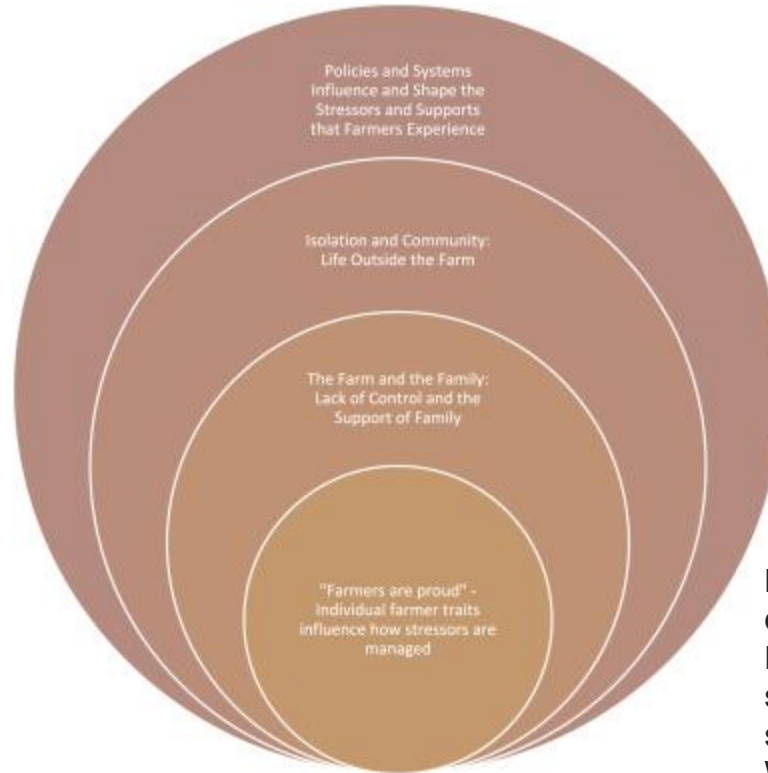 Policies and Systems
Influence and Shape the
Stressors and Supports
that Farmers Experience
Isolation and Community:
Life Outside the Farm
The Farm and the Family:
Lack of Control and the
Support of Family
"Farmers are proud" -
Individual farmer traits
influence how stressors are
managed